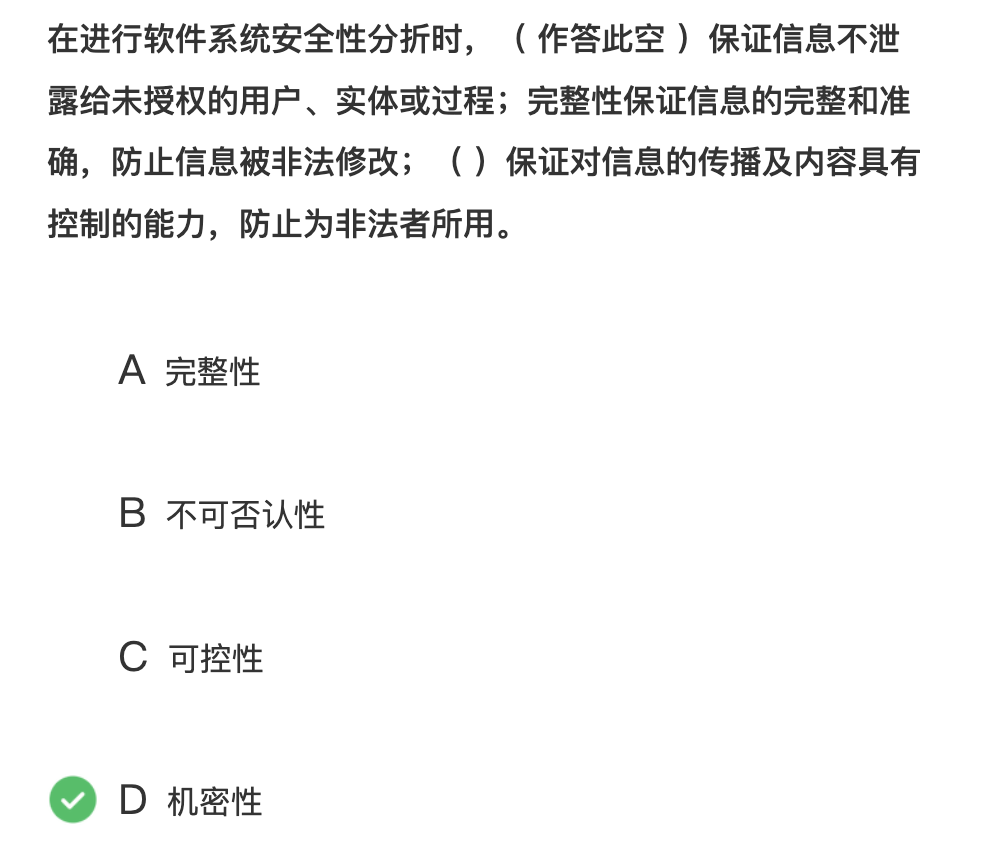 在进行软件系统安全性分折时，（ 作答此空 ）保证信息不泄
露给未授权的用户、实体或过程；完整性保证信息的完整和准
确，防止信息被非法修改；（ ）保证对信息的传播及内容具有
控制的能力，防止为非法者所用。
A 完整性
B 不可否认性
C 可控性
D 机密性